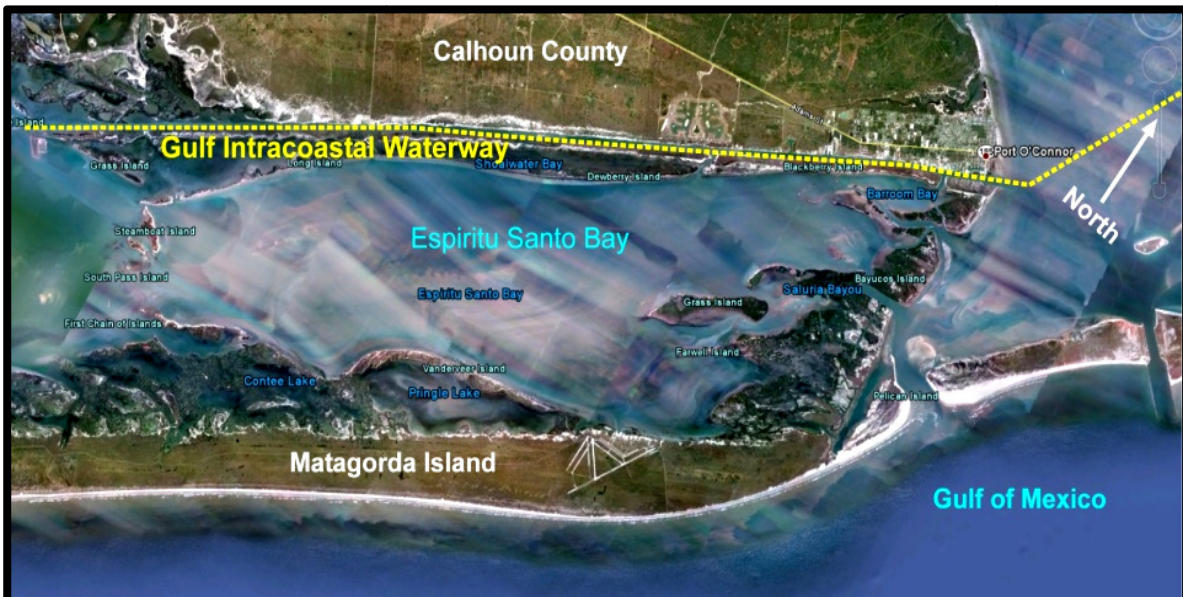 Calhoun County
Adams St
Island
Gulf Intracoastal Waterway
Port O'Connor
Grass Island
Long Island
Shoalwater Bay
Dewberry Island
Blackberry Island
Barroom Bay
North
Steamboat Island
Espiritu Santo Bay
South Pass Island
Bayucos Island
Espiritu Santo Bay
Saluria Bayou
Grass Island
First Chain of Islands
Farwell Island
Vanderveer Island
Contee Lake
Pringle Lake
Pelican Island
Matagorda Island
Gulf of Mexico